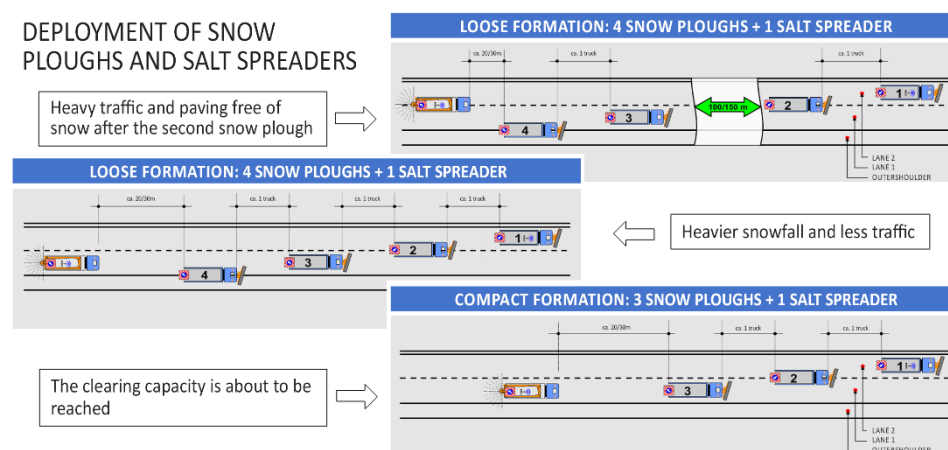 DEPLOYMENT OF SNOW
PLOUGHS AND SALT SPREADERS
LOOSE FORMATION: 4 SNOW PLOUGHS + 1 SALT SPREADER
ca. 20/30m
ca. 1 truck
ca. 1 truck
100/150 m
4
3
2
1
LANE 2
LANE 1
OUTERSHOULDER
Heavy traffic and paving free of
snow after the second snow plough
LOOSE FORMATION: 4 SNOW PLOUGHS + 1 SALT SPREADER
ca. 20/30m
ca. 1 truck
ca. 1 truck
ca. 1 truck
4
3
2
1
Heavier snowfall and less traffic
COMPACT FORMATION: 3 SNOW PLOUGHS + 1 SALT SPREADER
ca. 20/30m
ca. 1 truck
ca. 1 truck
3
2
1
LANE 2
LANE 1
OUTERSHOULDER
The clearing capacity is about to be
reached